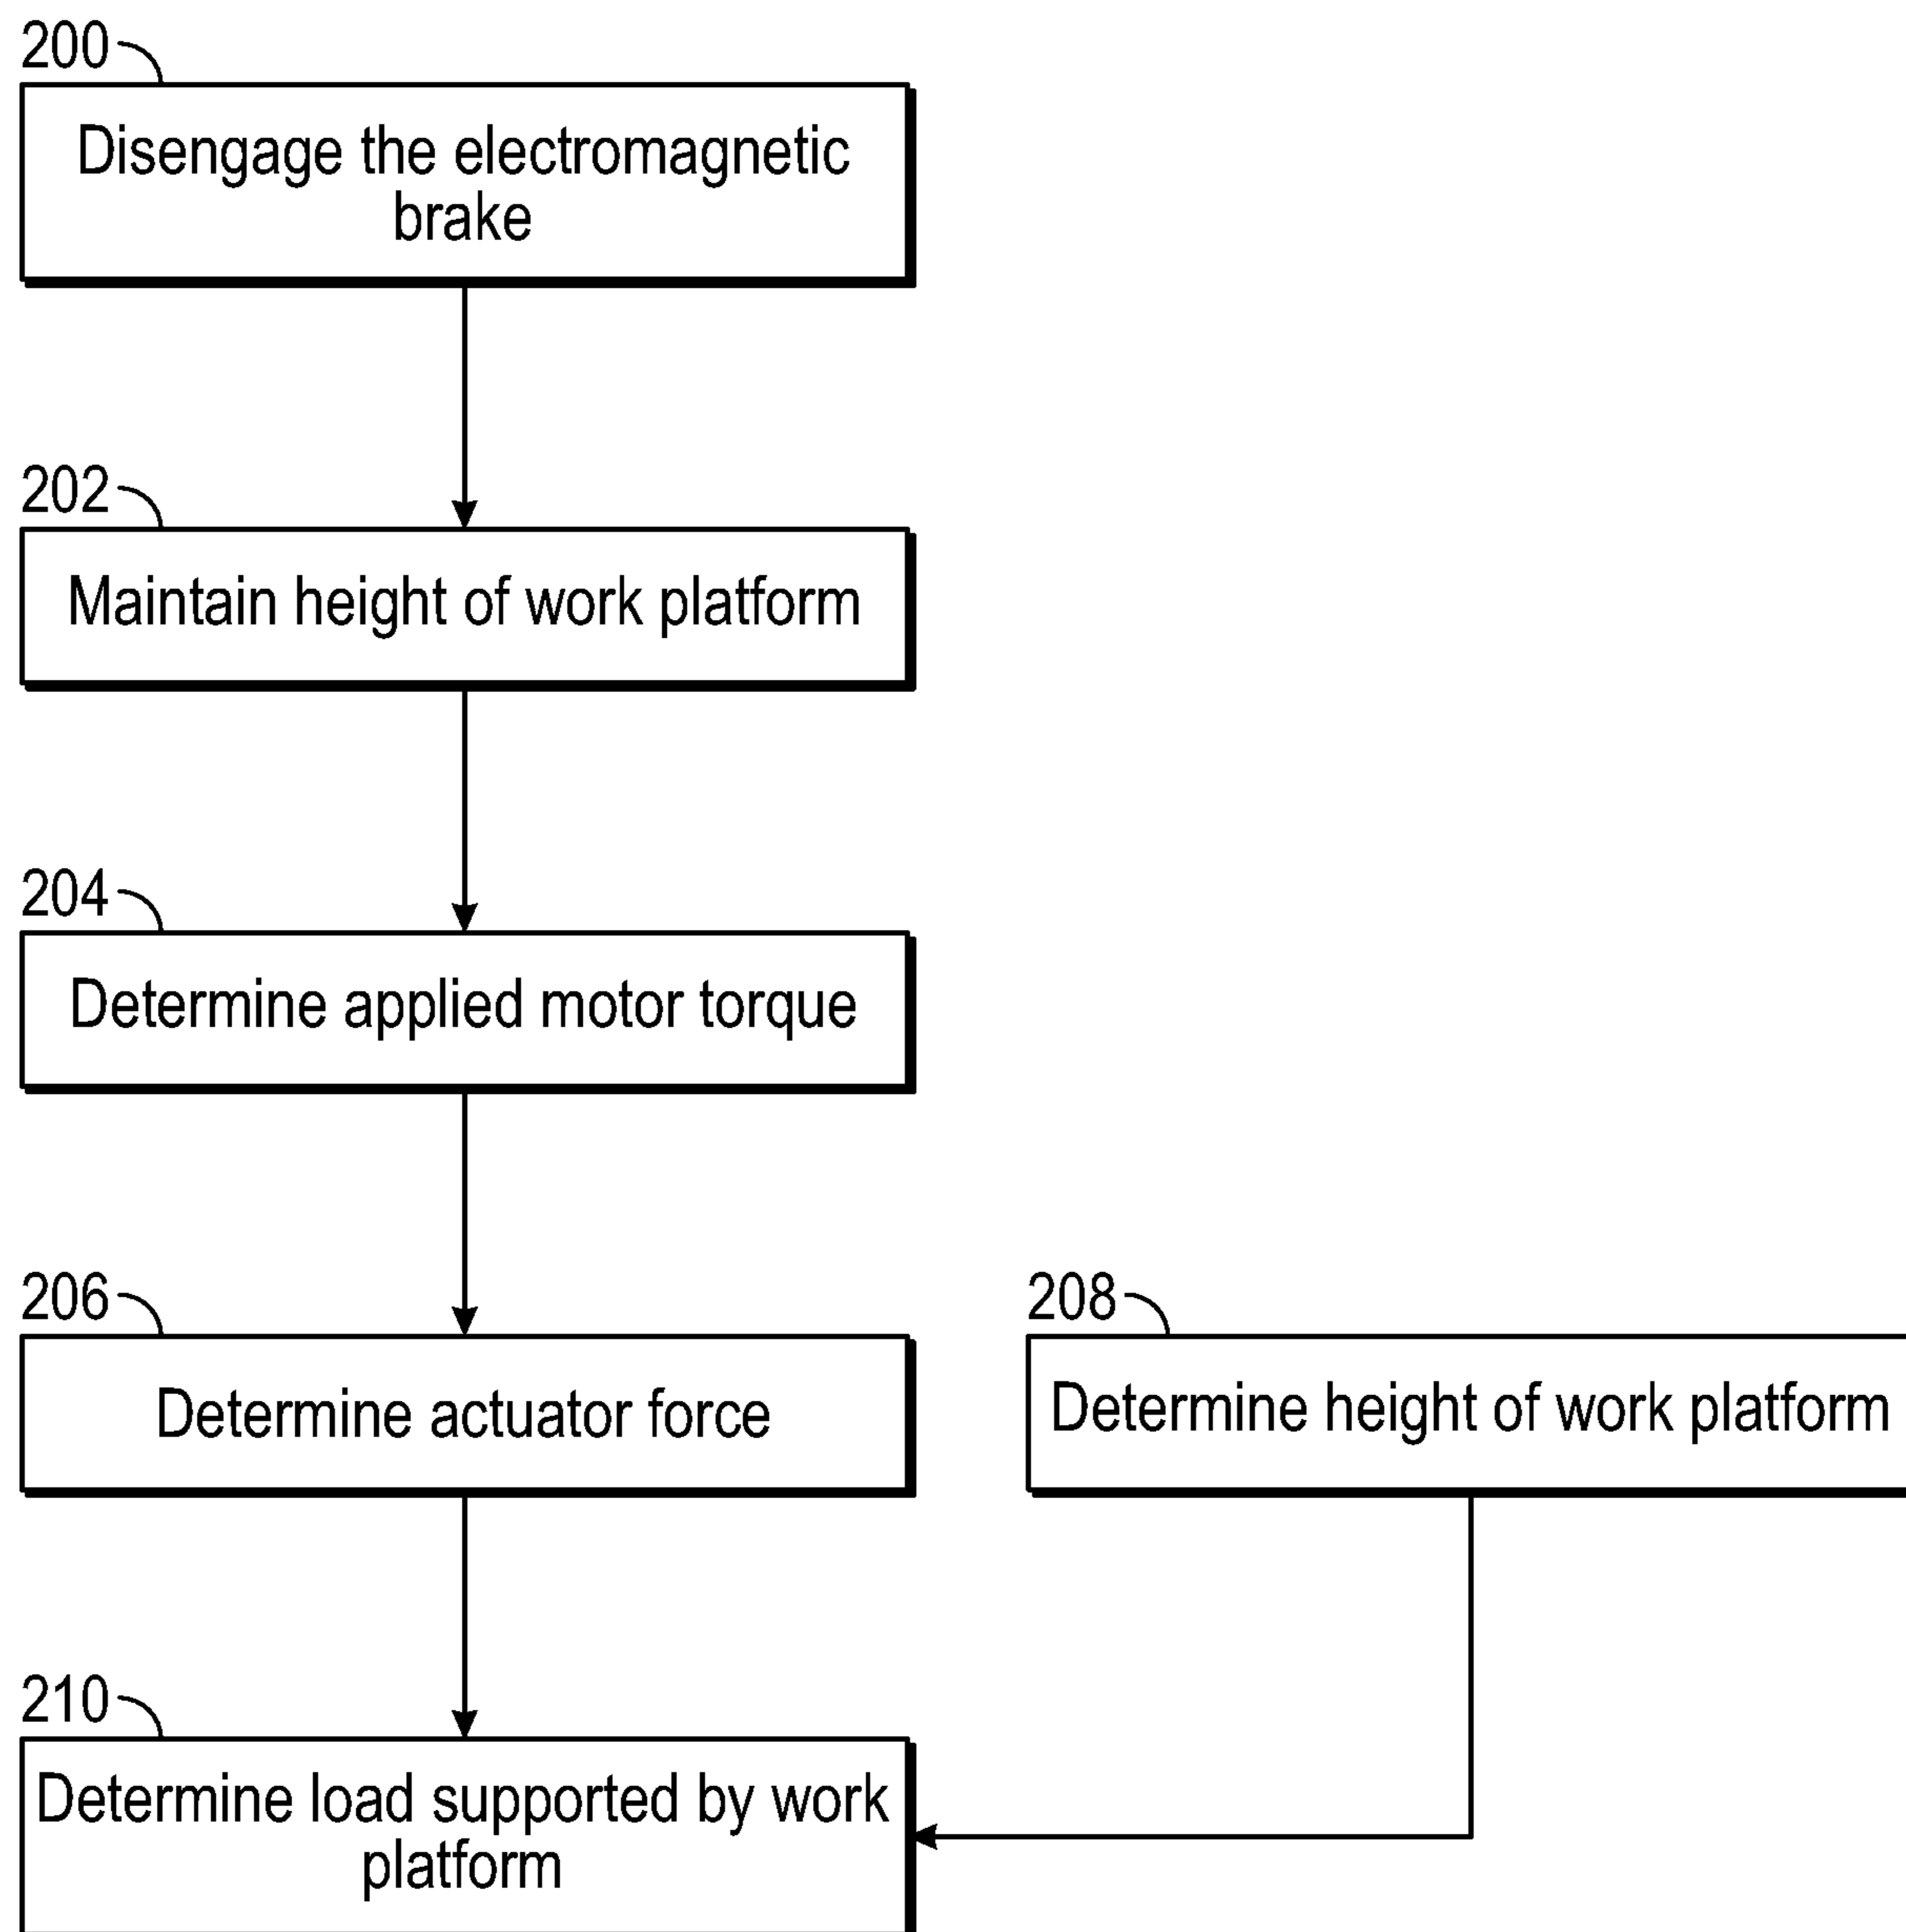 200
Disengage the electromagnetic
brake
202
Maintain height of work platform
204
Determine applied motor torque
206
Determine actuator force
208
Determine height of work platform
210
Determine load supported by work
platform